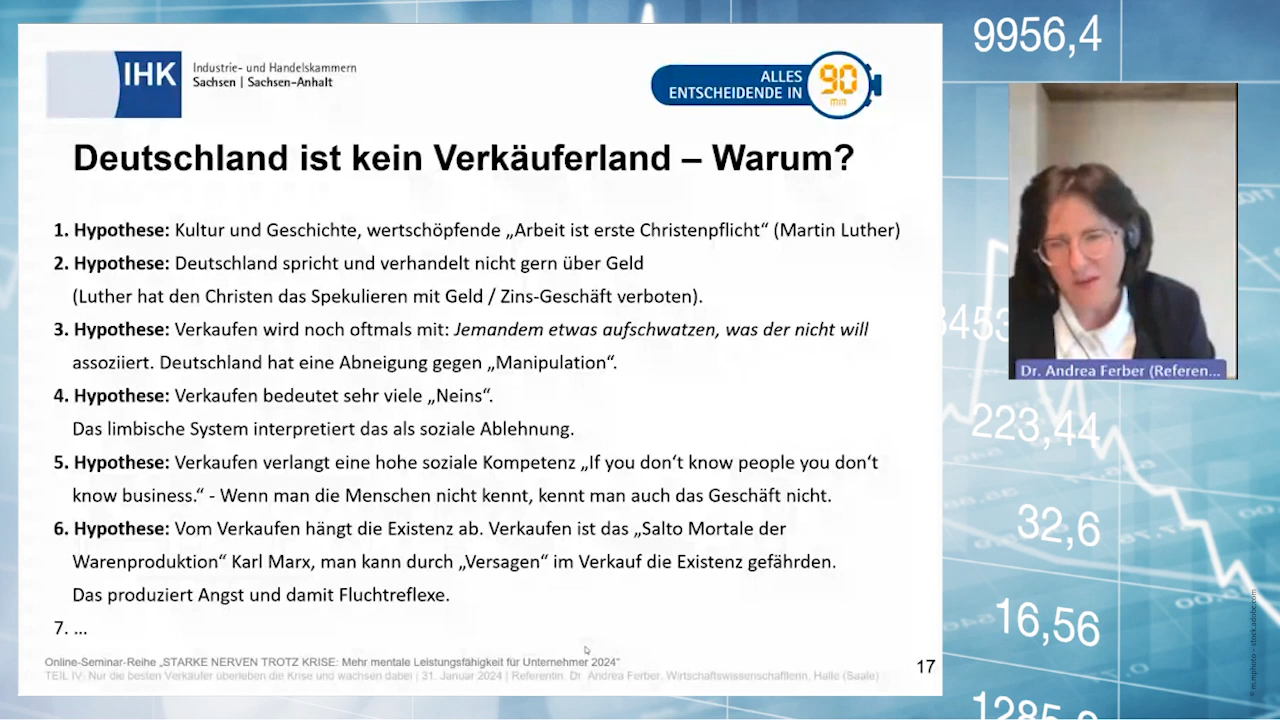 IHK
Industrie- und Handelskammern
Sachsen | Sachsen-Anhalt
ALLES
ENTSCHEIDENDE IN
90
min
Deutschland ist kein Verkäuferland – Warum?
1. Hypothese: Kultur und Geschichte, wertschöpfende „Arbeit ist erste Christenpflicht“ (Martin Luther)
2. Hypothese: Deutschland spricht und verhandelt nicht gern über Geld
(Luther hat den Christen das Spekulieren mit Geld / Zins-Geschäft verboten).
3. Hypothese: Verkaufen wird noch oftmals mit: Jemandem etwas aufschwatzen, was der nicht will
assoziiert. Deutschland hat eine Abneigung gegen „Manipulation“.
4. Hypothese: Verkaufen bedeutet sehr viele „Neins“.
Das limbische System interpretiert das als soziale Ablehnung.
5. Hypothese: Verkaufen verlangt eine hohe soziale Kompetenz „If you don‘t know people you don‘t
know business.“ - Wenn man die Menschen nicht kennt, kennt man auch das Geschäft nicht.
6. Hypothese: Vom Verkaufen hängt die Existenz ab. Verkaufen ist das „Salto Mortale der
Warenproduktion“ Karl Marx, man kann durch „Versagen“ im Verkauf die Existenz gefährden.
Das produziert Angst und damit Fluchtreflexe.
7. ...
Online-Seminar-Reihe „STARKE NERVEN TROTZ KRISE: Mehr mentale Leistungsfähigkeit für Unternehmer 2024“
TEIL IV: Nur die besten Verkäufer überleben die Krise und wachsen dabei | 31. Januar 2024 | Referentin: Dr. Andrea Ferber, Wirtschaftswissenschaftlerin, Halle (Saale)
17
9956,4
Dr. Andrea Ferber (Referen...
223,44
32,6
16,56